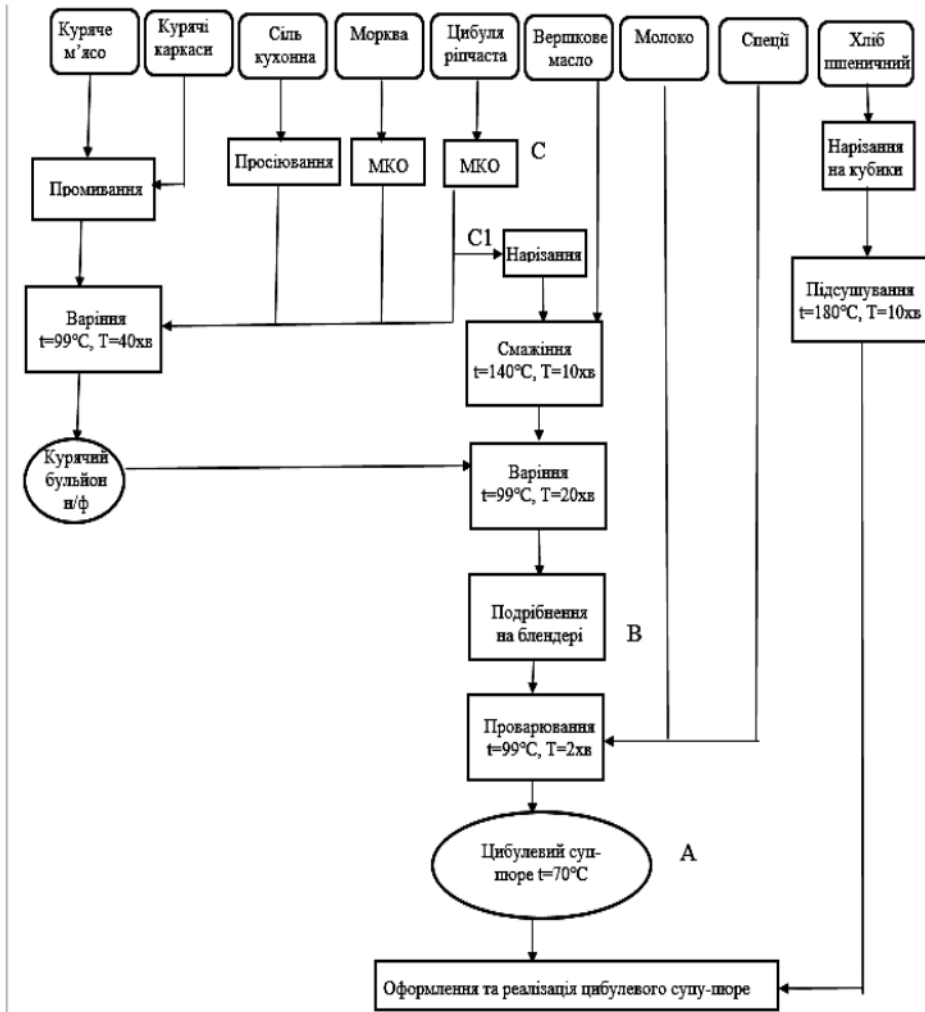 Куряче
м’ясо
Курячі
каркаси
Сіль
кухонна
Морква
Цибуля
ріпчаста
Вершкове
масло
Молоко
Спеції
Хліб
пшеничний
Промивання
Просіювання
МКО
МКО
С
Нарізання
на кубики
С1
Нарізання
Варіння
t=99°С, Т=40хв
Підсушування
t=180°С, Т=10хв
Смажіння
t=140°С, Т=10хв
Курячий
бульйон
н/ф
Варіння
t=99°С, Т=20хв
Подрібнення
на блендері
В
Проварювання
t=99°С, Т=2хв
Цибулевий суп-
пюре t=70°С
А
Оформлення та реалізація цибулевого супу-пюре